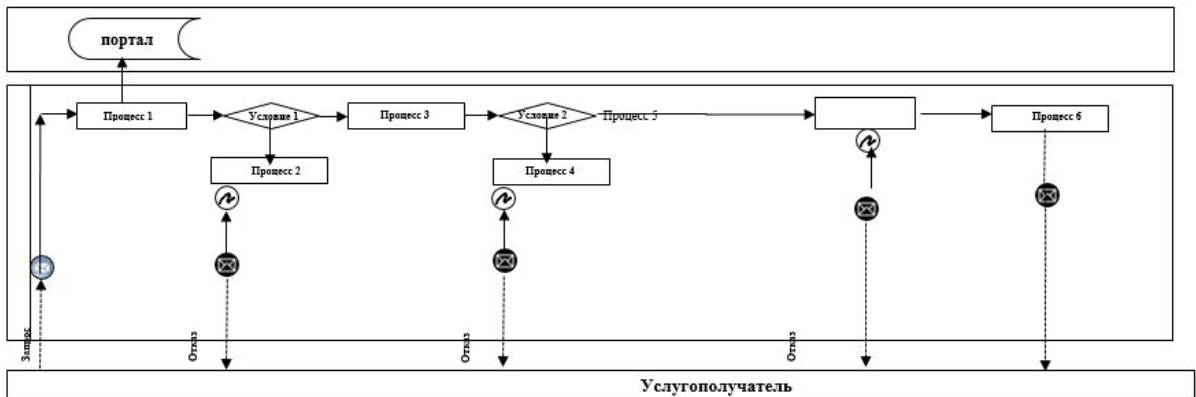 портал
Процесс 1
Условие 1
Процесс 3
Условие 2
Процесс 5
Процесс 6
Процесс 2
Процесс 4
Запрос
Отказ
Отказ
Отказ
Услугополучатель